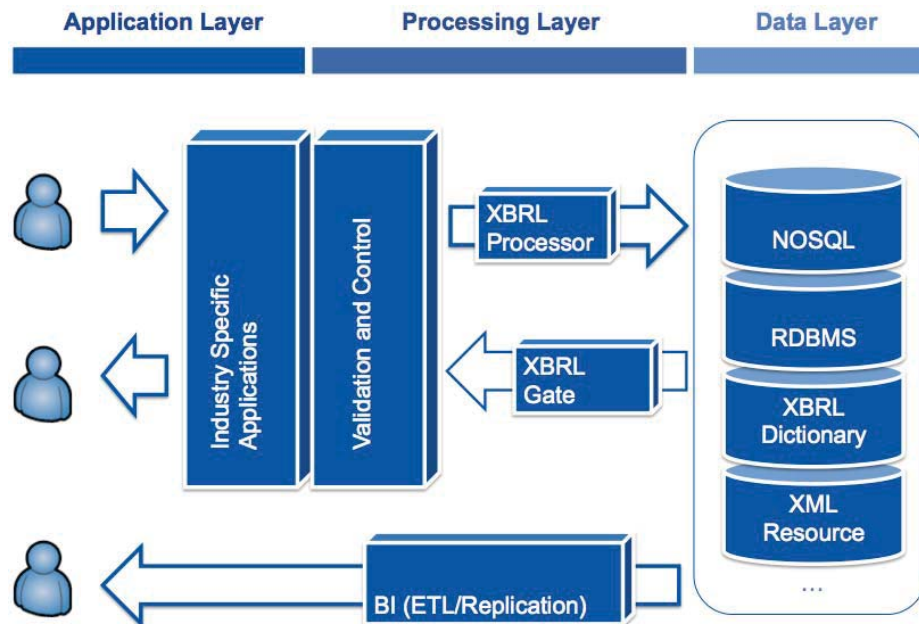 Application Layer
Processing Layer
Data Layer
Industry Specific
Applications
Validation and Control
XBRL
Processor
XBRL
Gate
NOSQL
RDBMS
XBRL
Dictionary
XML
Resource
...
BI (ETL/Replication)